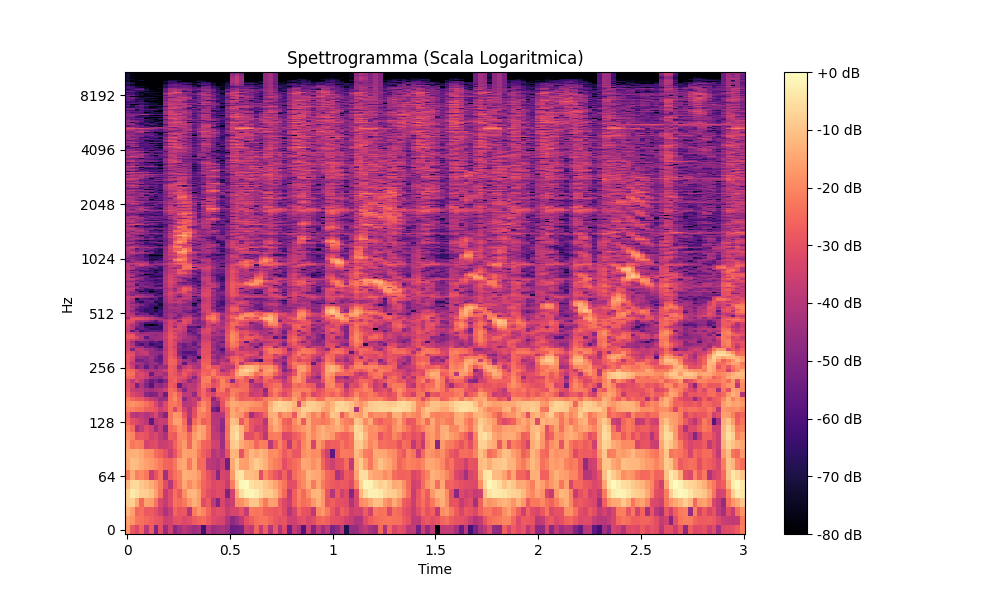 Spettrogramma (Scala Logaritmica)
Hz
8192
4096
2048
1024
512
256
128
64
0
0
0.5
1
1.5
2
2.5
3
Time
+0 dB
-10 dB
-20 dB
-30 dB
-40 dB
-50 dB
-60 dB
-70 dB
-80 dB